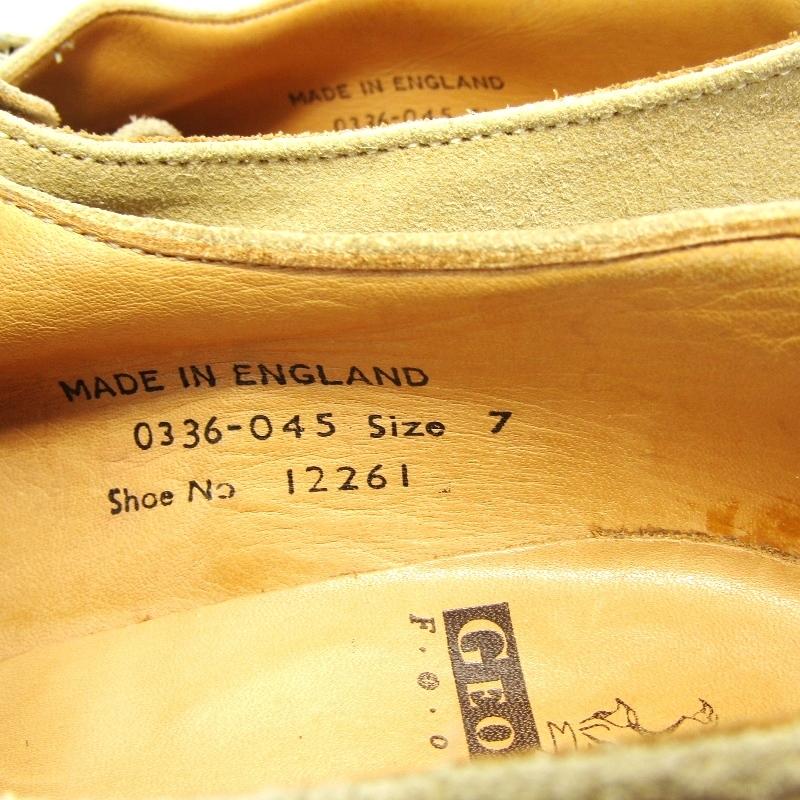 MADE IN ENGLAND
0336-045
MADE IN ENGLAND
0336-045 Size 7
Shoe No 12261
GEO
F.O.O